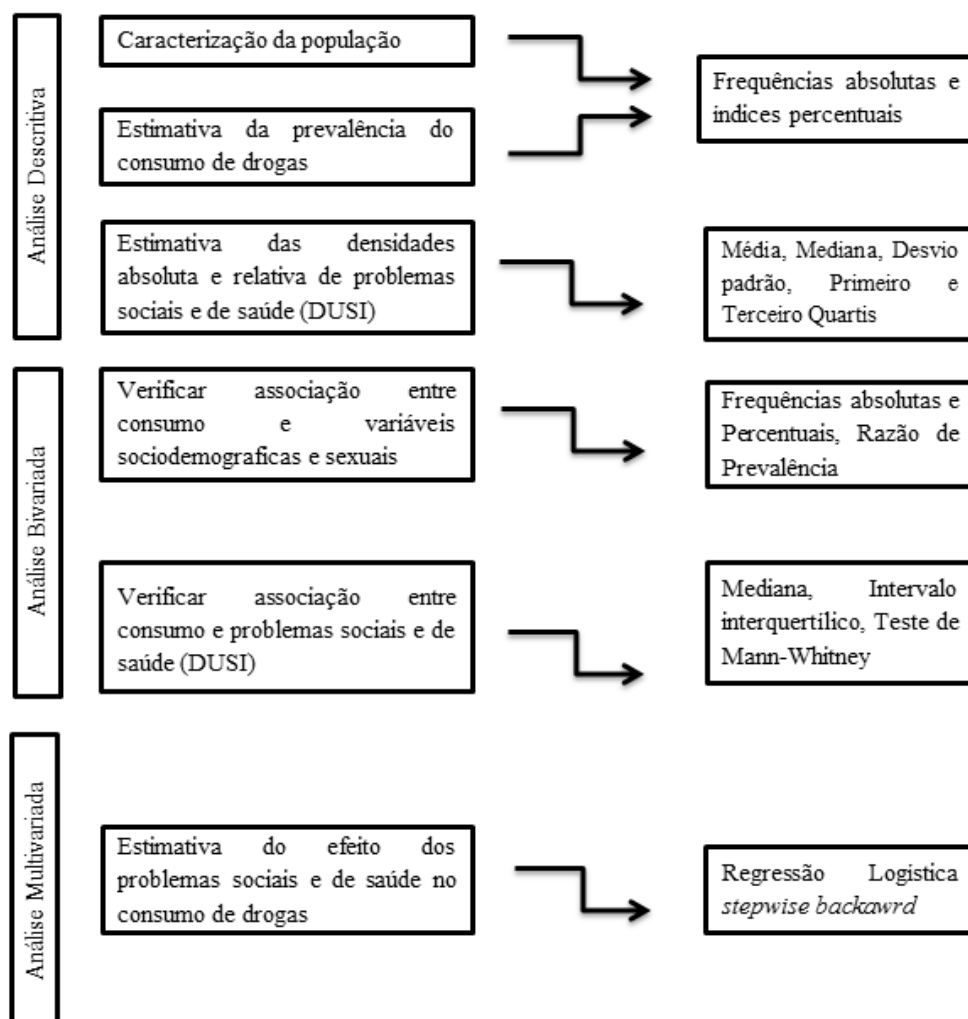 Análise Descritiva
Caracterização da população
Estimativa da prevalência do
consumo de drogas
Frequências absolutas e
índices percentuais
Estimativa das densidades
absoluta e relativa de problemas
sociais e de saúde (DUSI)
Média, Mediana, Desvio
padrão, Primeiro e
Terceiro Quartis
Análise Bivariada
Verificar associação entre
consumo e variáveis
sociodemograficas e sexuais
Frequências absolutas e
Percentuais, Razão de
Prevalência
Verificar associação entre
consumo e problemas sociais e de
saúde (DUSI)
Mediana, Intervalo
interquertílico, Teste de
Mann-Whitney
Análise Multivariada
Estimativa do efeito dos
problemas sociais e de saúde no
consumo de drogas
Regressão Logistica
stepwise backawrd